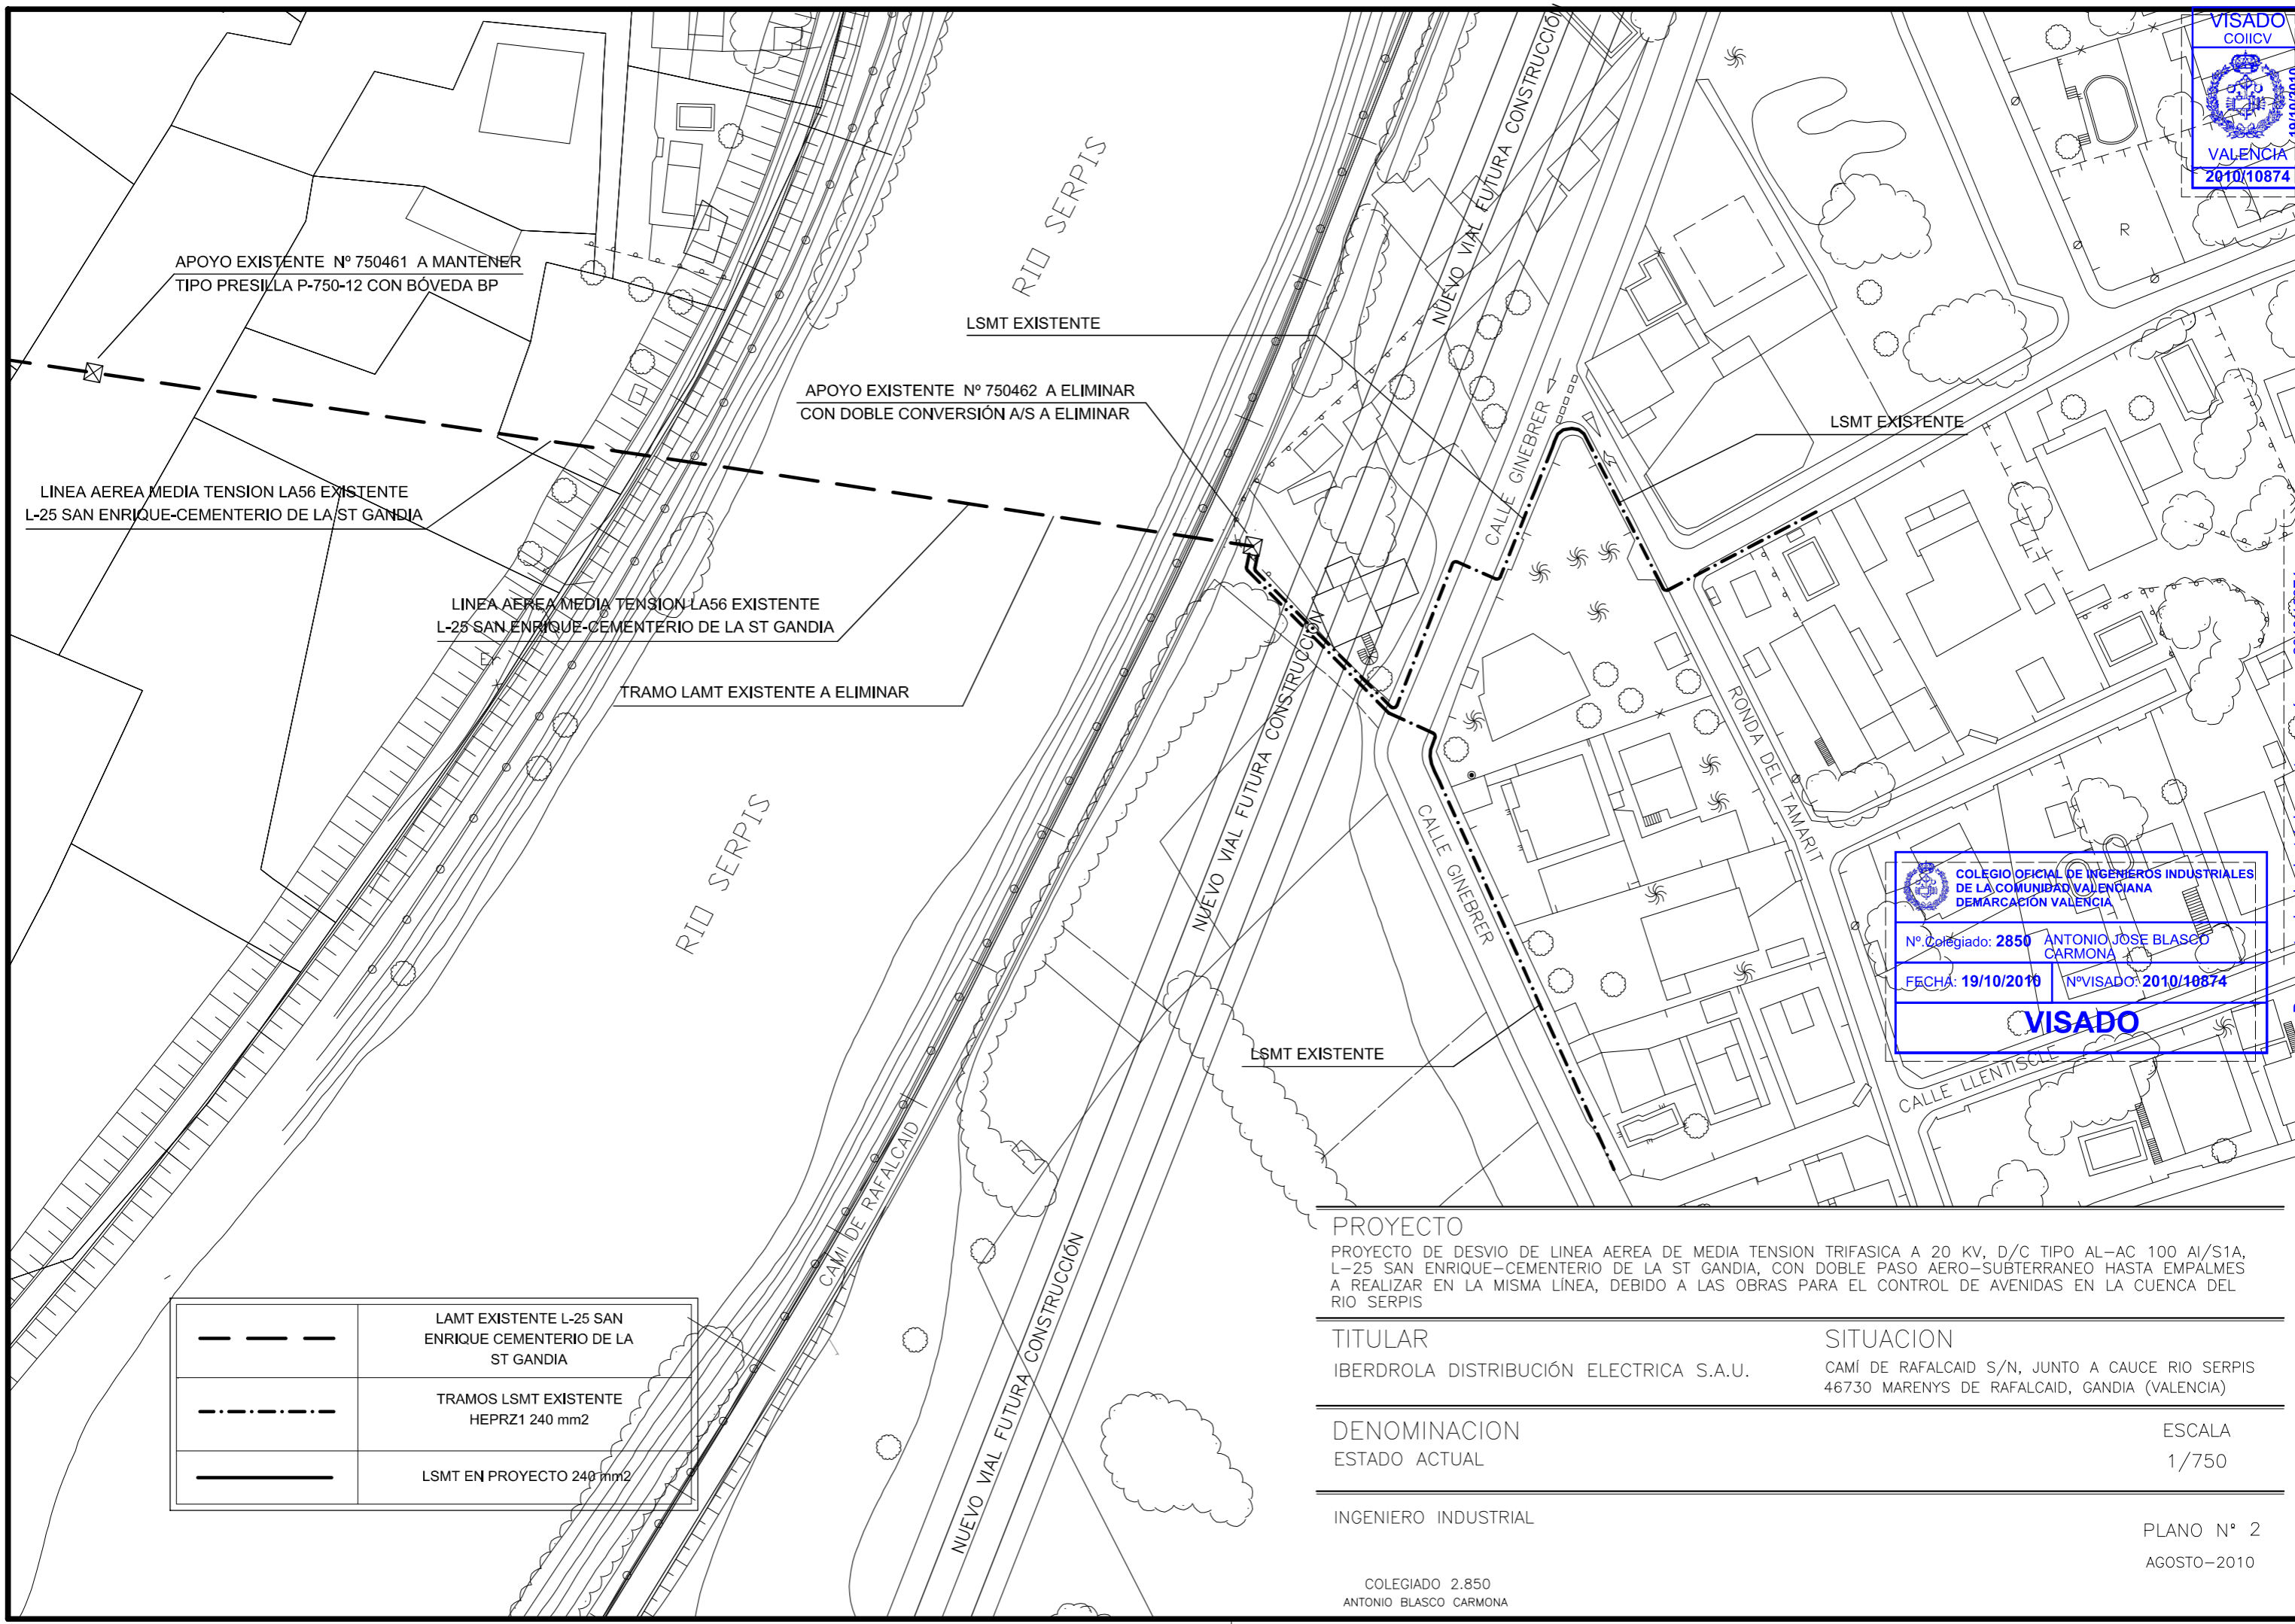 VISADO
COIICV
19/10/2010
VALENCIA
2010/10874
NUEVO VIAL FUTURA CONSTRUCCIÓN
RIO SERPIS
R
APOYO EXISTENTE Nº 750461 A MANTENER
TIPO PRESILLA P-750-12 CON BÓVEDA BP
LSMT EXISTENTE
APOYO EXISTENTE Nº 750462 A ELIMINAR
CON DOBLE CONVERSIÓN A/S A ELIMINAR
LSMT EXISTENTE
CALLE GINEBRER
LINEA AEREA MEDIA TENSION LA56 EXISTENTE
L-25 SAN ENRIQUE-CEMENTERIO DE LA ST GANDIA
LINEA AEREA MEDIA TENSION LA56 EXISTENTE
L-25 SAN ENRIQUE-CEMENTERIO DE LA ST GANDIA
Er
TRAMO LAMT EXISTENTE A ELIMINAR
NUEVO VIAL FUTURA CONSTRUCCIÓN
RONDA DEL TAMARIT
RIO SERPIS
CALLE GINEBRER
COLEGIO OFICIAL DE INGENIEROS INDUSTRIALES
DE LA COMUNIDAD VALENCIANA
DEMARCACIÓN VALENCIA
Nº.Colegiado: 2850 ANTONIO JOSE BLASCO
CARMONA
FECHA: 19/10/2010 NºVISADO: 2010/10874
VISADO
LSMT EXISTENTE
CALLE LLENTISCLE
CAMI DE RAFALCAID
NUEVO VIAL FUTURA CONSTRUCCIÓN
LAMT EXISTENTE L-25 SAN
ENRIQUE CEMENTERIO DE LA
ST GANDIA
TRAMOS LSMT EXISTENTE
HEPRZ1 240 mm2
LSMT EN PROYECTO 240 mm2
PROYECTO
PROYECTO DE DESVIO DE LINEA AEREA DE MEDIA TENSION TRIFASICA A 20 KV, D/C TIPO AL-AC 100 Al/S1A,
L-25 SAN ENRIQUE-CEMENTERIO DE LA ST GANDIA, CON DOBLE PASO AERO-SUBTERRANEO HASTA EMPALMES
A REALIZAR EN LA MISMA LÍNEA, DEBIDO A LAS OBRAS PARA EL CONTROL DE AVENIDAS EN LA CUENCA DEL
RIO SERPIS
TITULAR
IBERDROLA DISTRIBUCIÓN ELECTRICA S.A.U.
SITUACION
CAMÍ DE RAFALCAID S/N, JUNTO A CAUCE RIO SERPIS
46730 MARENYS DE RAFALCAID, GANDIA (VALENCIA)
DENOMINACION
ESTADO ACTUAL
ESCALA
1/750
INGENIERO INDUSTRIAL
PLANO Nº 2
AGOSTO-2010
COLEGIADO 2.850
ANTONIO BLASCO CARMONA